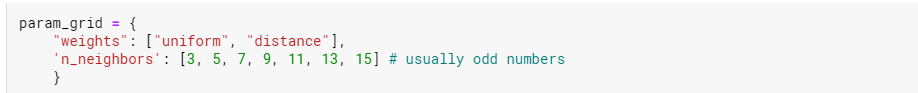 param_grid = {
"weights": ["uniform", "distance"],
'n_neighbors': [3, 5, 7, 9, 11, 13, 15] # usually odd numbers
}